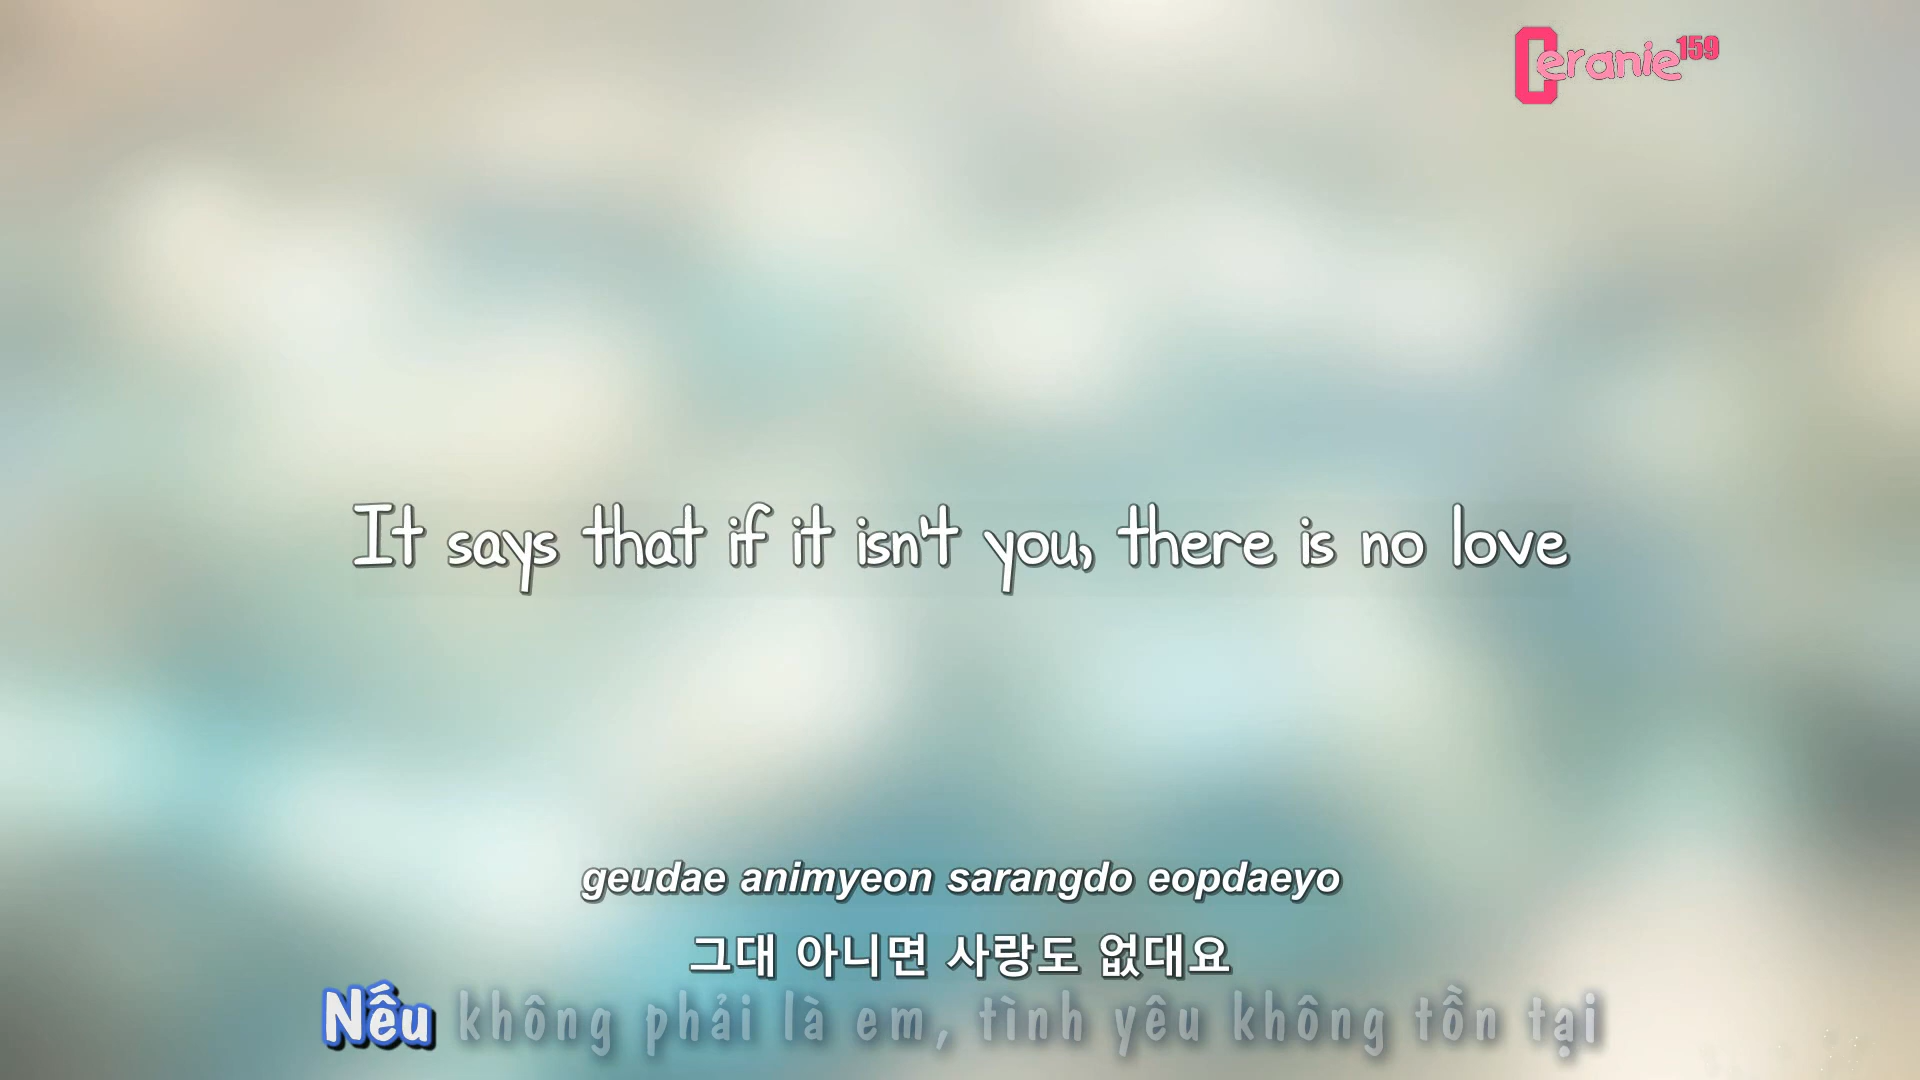 Ceranie159
It says that if it isn't you, there is no love
geudae animyeon sarangdo eopdaeyo
그대 아니면 사랑도 없대요
Nếu không phải là em, tình yêu không tồn tại